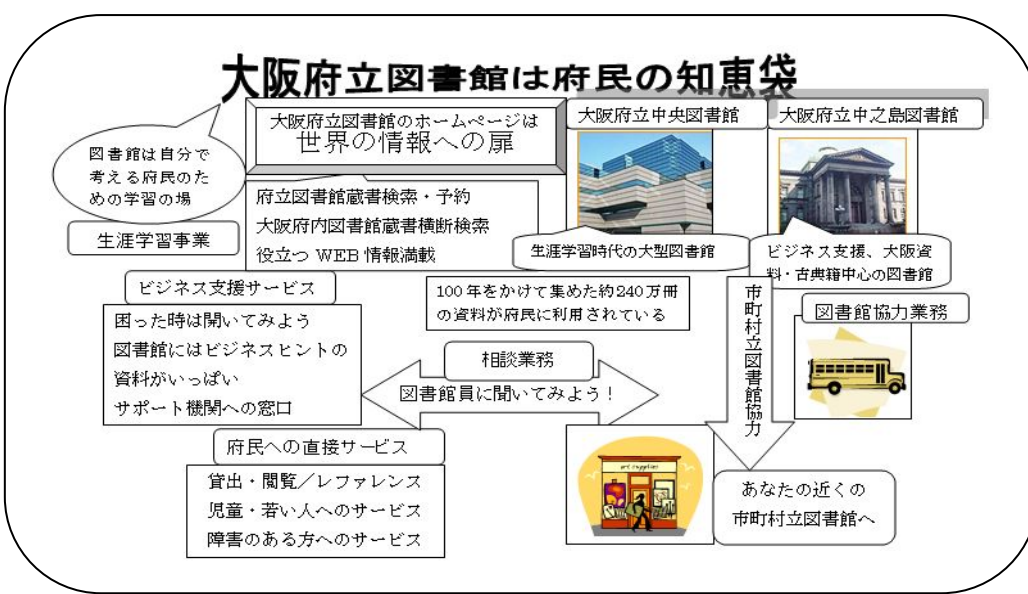 大阪府立図書館は府民の知恵袋
図書館は自分で
考える府民のた
めの学習の場
生涯学習事業
大阪府立図書館のホームページは
世界の情報への扉
府立図書館蔵書検索・予約
大阪府内図書館蔵書横断検索
役立つ WEB 情報満載
大阪府立中央図書館
生涯学習時代の大型図書館
大阪府立中之島図書館
ビジネス支援、大阪資
料・古典籍中心の図書館
ビジネス支援サービス
困った時は開いてみよう
図書館にはビジネスヒントの
資料がいっぱい
サポート機関への窓口
100年をかけて集めた約240万冊
の資料が府民に利用されている
相談業務
図書館員に聞いてみよう！
市町村立図書館協力
図書館協力業務
府民への直接サービス
貸出・閲覧／レファレンス
児童・若い人へのサービス
障害のある方へのサービス
art supplies
あなたの近くの
市町村立図書館へ